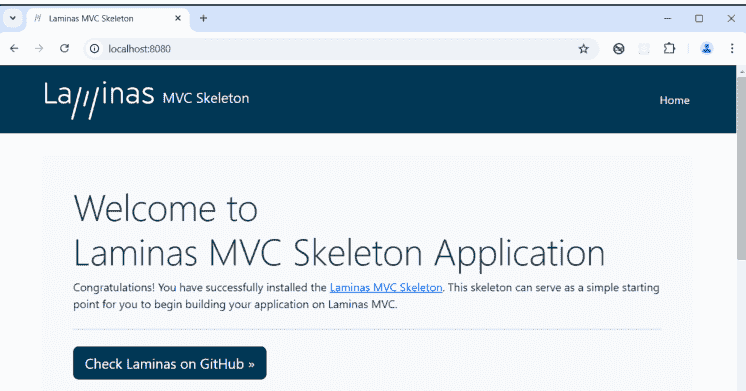 Laminas MVC Skeleton
localhost:8080
Laminas MVC Skeleton
Home
Welcome to
Laminas MVC Skeleton Application
Congratulations! You have successfully installed the Laminas MVC Skeleton. This skeleton can serve as a simple starting
point for you to begin building your application on Laminas MVC.
Check Laminas on GitHub »